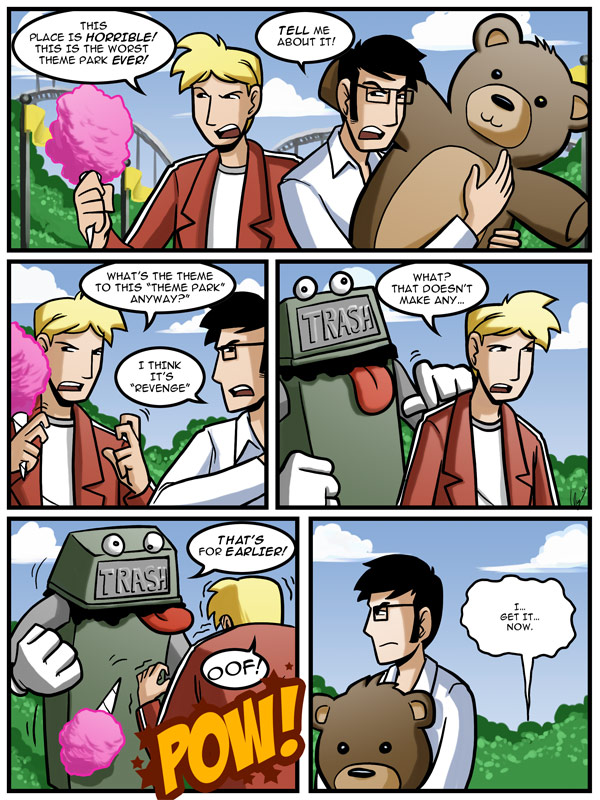 THIS
PLACE IS HORRIBLE!
THIS IS THE WORST
THEME PARK EVER!
TELL ME
ABOUT IT!
WHAT'S THE THEME
TO THIS "THEME PARK"
ANYWAY?"
I THINK
IT'S
"REVENGE"
TRASH
WHAT?
THAT DOESN'T
MAKE ANY...
TRASH
THAT'S
FOR EARLIER!
OOF!
POW!
I...
GET IT...
NOW.